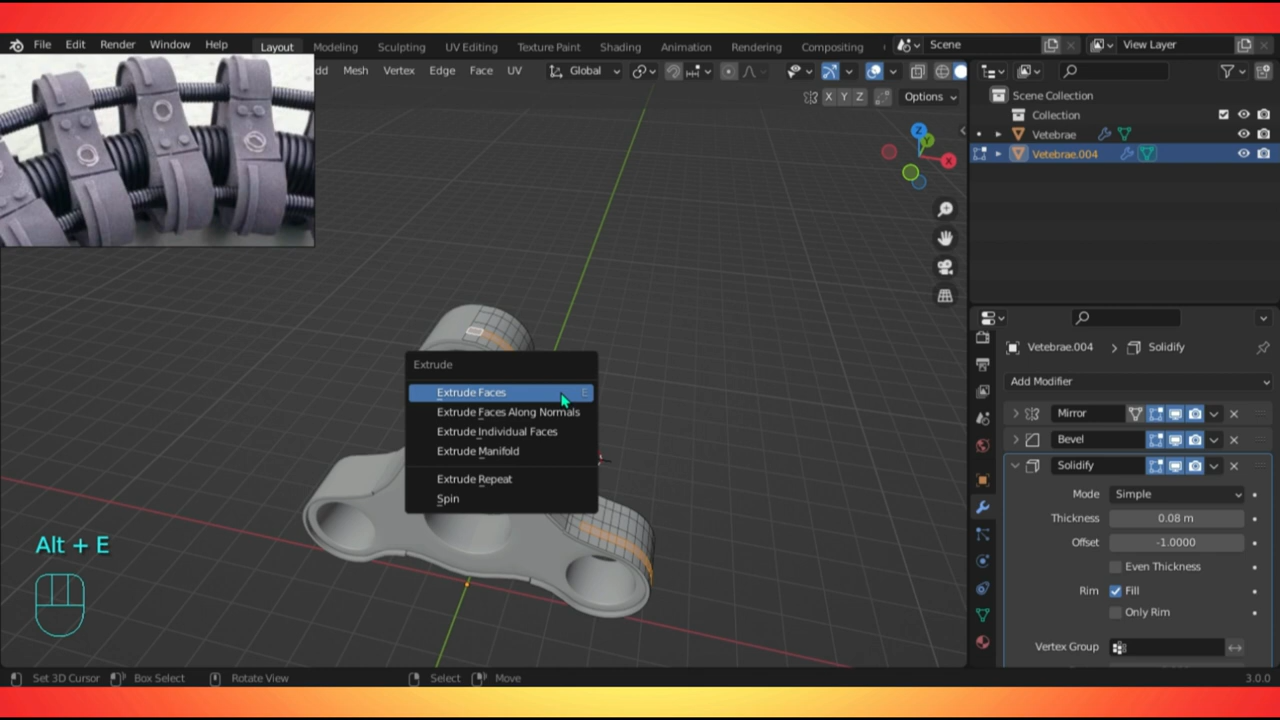 File Edit Render Window Help
Layout Modeling Sculpting UV Editing Texture Paint Shading Animation Rendering Compositing
Scene
View Layer
dd Mesh Vertex Edge Face UV
Global
X Y Z
Options
Scene Collection
Collection
Vetebrae
Vetebrae.004
Z
Y
X
Extrude
Extrude Faces E
Extrude Faces Along Normals
Extrude Individual Faces
Extrude Manifold
Extrude Repeat
Spin
Alt + E
Vetebrae.004 > Solidify
Add Modifier
Mirror
Bevel
Solidify
Mode Simple
Thickness 0.08 m
Offset -1.0000
Even Thickness
Rim Fill
Only Rim
Vertex Group
Set 3D Cursor Box Select Rotate View Select Move 3.0.0